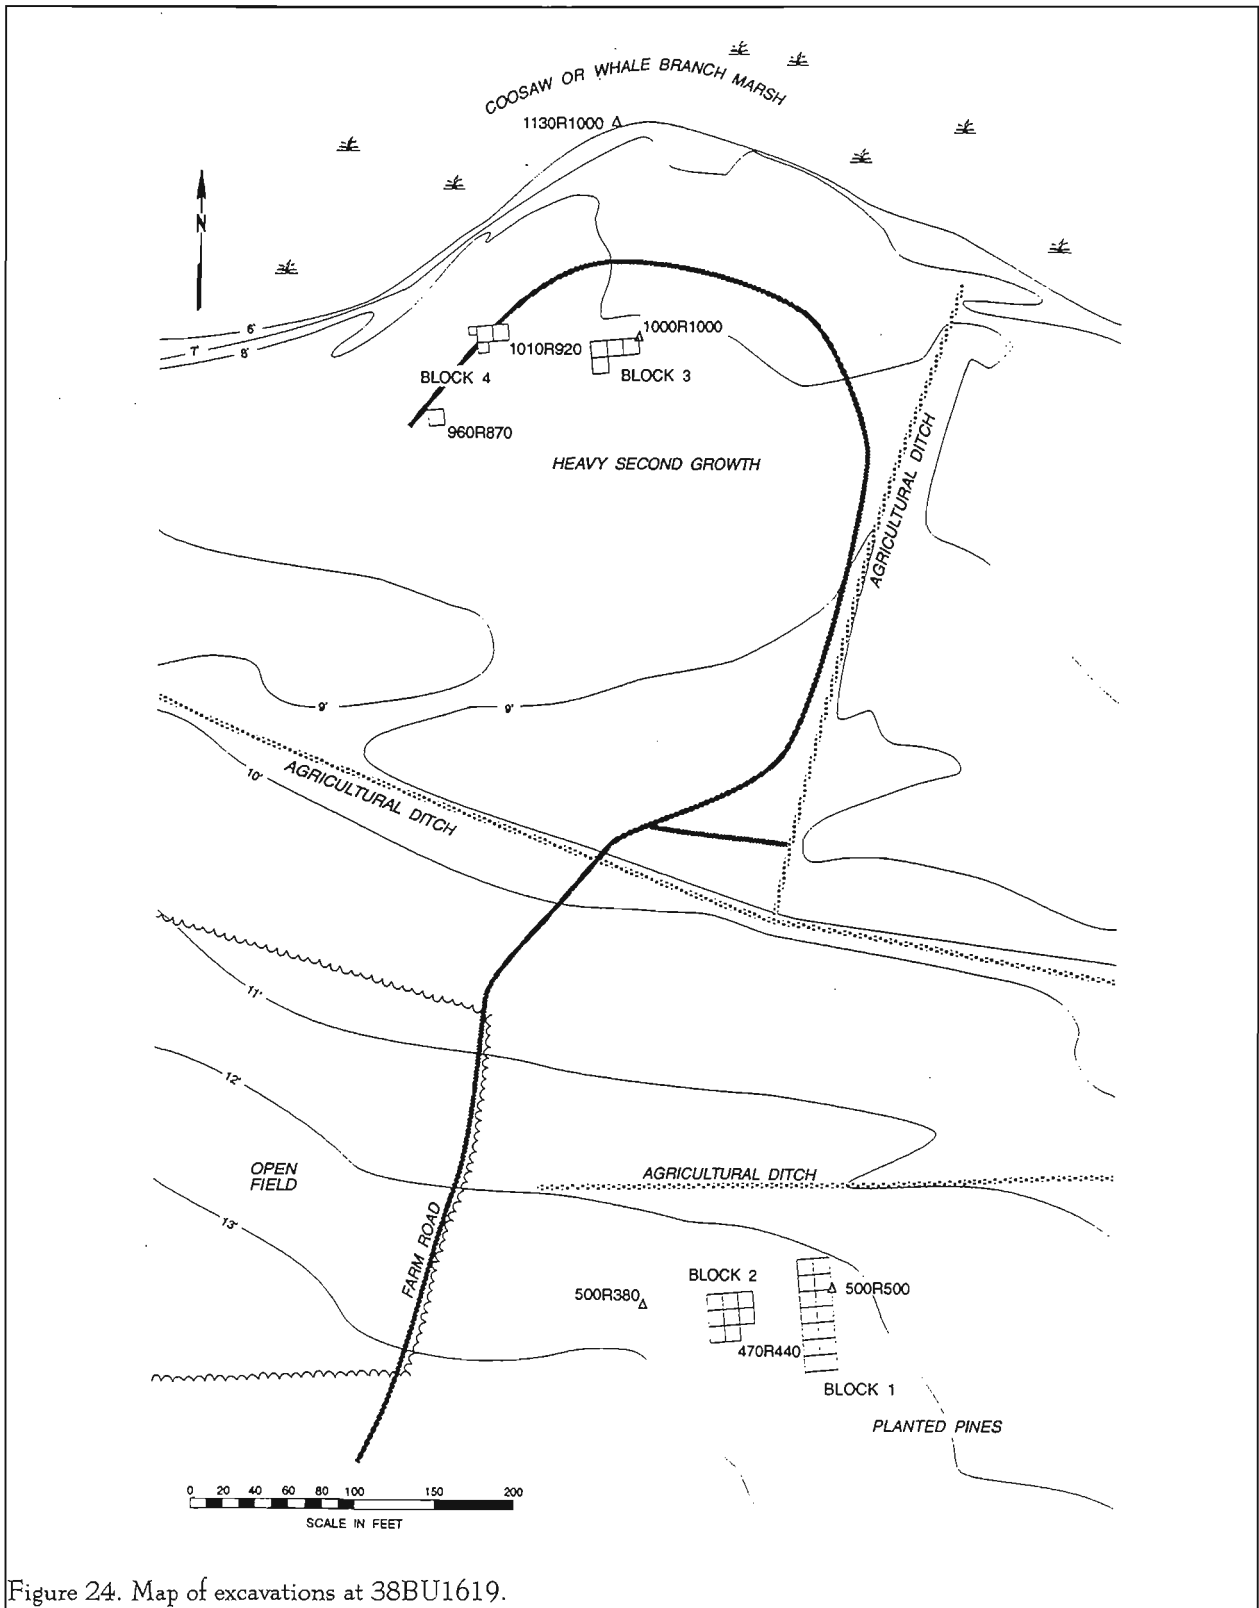 COOSAW OR WHALE BRANCH MARSH
1130R1000
N
6'
7'
8'
1000R1000
1010R920
BLOCK 4
BLOCK 3
960R870
HEAVY SECOND GROWTH
AGRICULTURAL DITCH
9'
9'
10'
AGRICULTURAL DITCH
11'
12'
OPEN
FIELD
AGRICULTURAL DITCH
13'
FARM ROAD
BLOCK 2
500R380
500R500
470R440
BLOCK 1
PLANTED PINES
0 20 40 60 80 100 150 200
SCALE IN FEET
Figure 24. Map of excavations at 38BU1619.